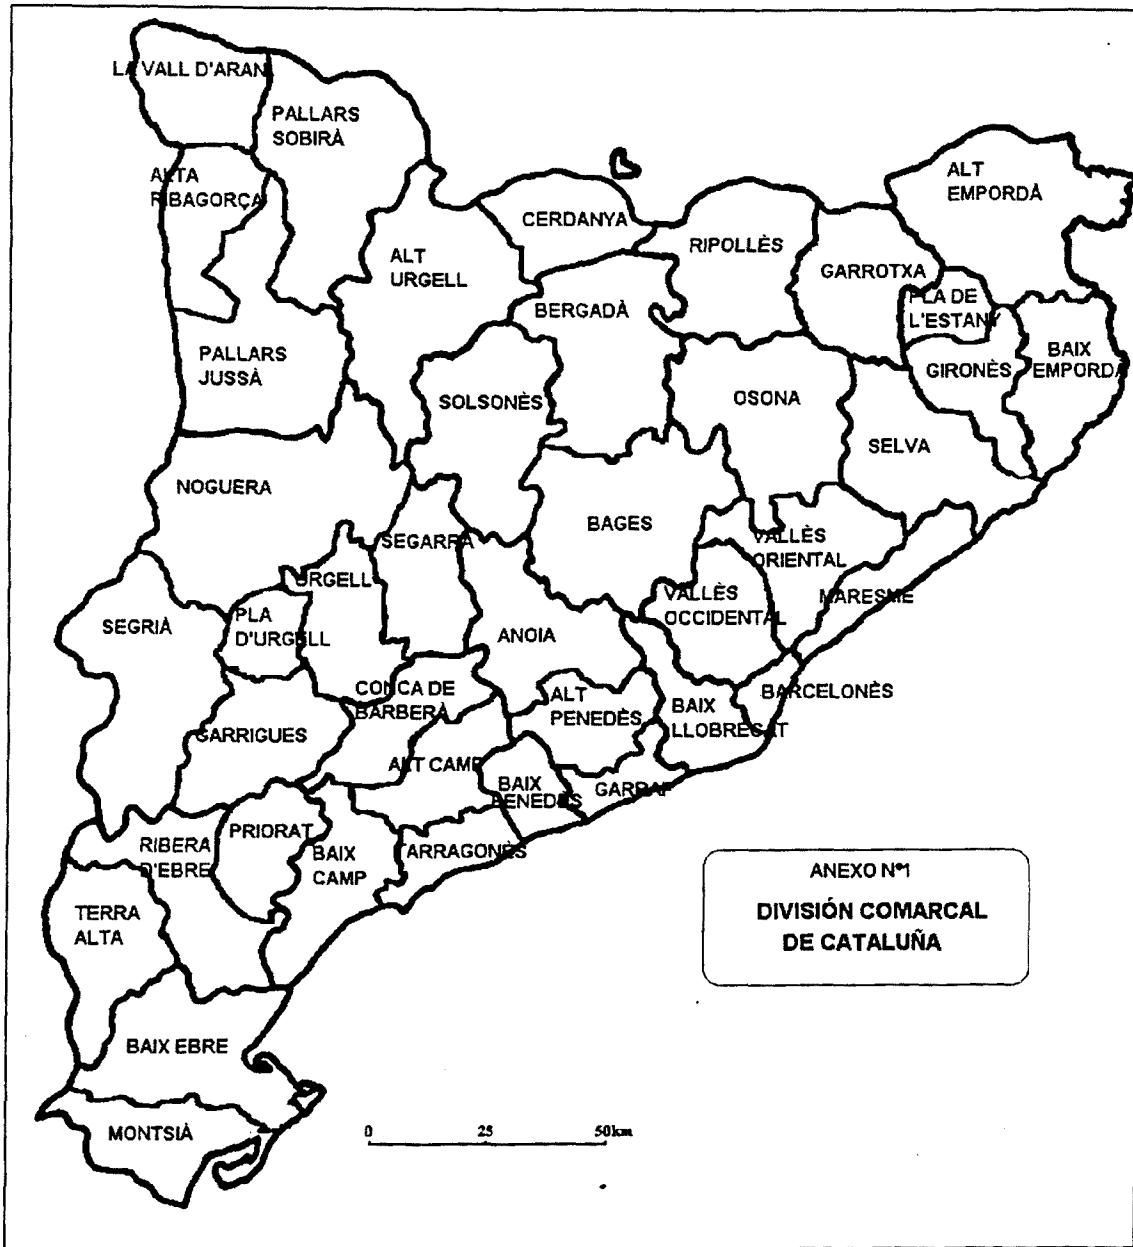 LA VALL D'ARAN
PALLARS
SOBIRÀ
ALTA
RIBAGORÇA
ALT
EMPORDÀ
CERDANYA
RIPOLLÈS
ALT
URGELL
GARROTXA
BERGADÀ
PLA DE
L'ESTANY
PALLARS
JUSSÀ
BAIX
EMPORDÀ
GIRONÈS
SOLSONÈS
OSONA
SELVA
NOGUERA
BAGES
SEGARRA
VALLÈS
ORIENTAL
URGELL
VALLÈS
OCCIDENTAL
MARESME
SEGRIÀ
PLA
D'URGELL
ANOIA
CONCA DE
BARBERÀ
ALT
PENEDÈS
BAIX
LLOBREGAT
BARCELONÈS
GARRIGUES
ALT CAMP
BAIX
PENEDÈS
GARRAF
PRIORAT
RIBERA
D'EBRE
BAIX
CAMP
TARRAGONÈS
TERRA
ALTA
ANEXO Nº1
DIVISIÓN COMARCAL
DE CATALUÑA
BAIX EBRE
MONTSIÀ
0 25 50km